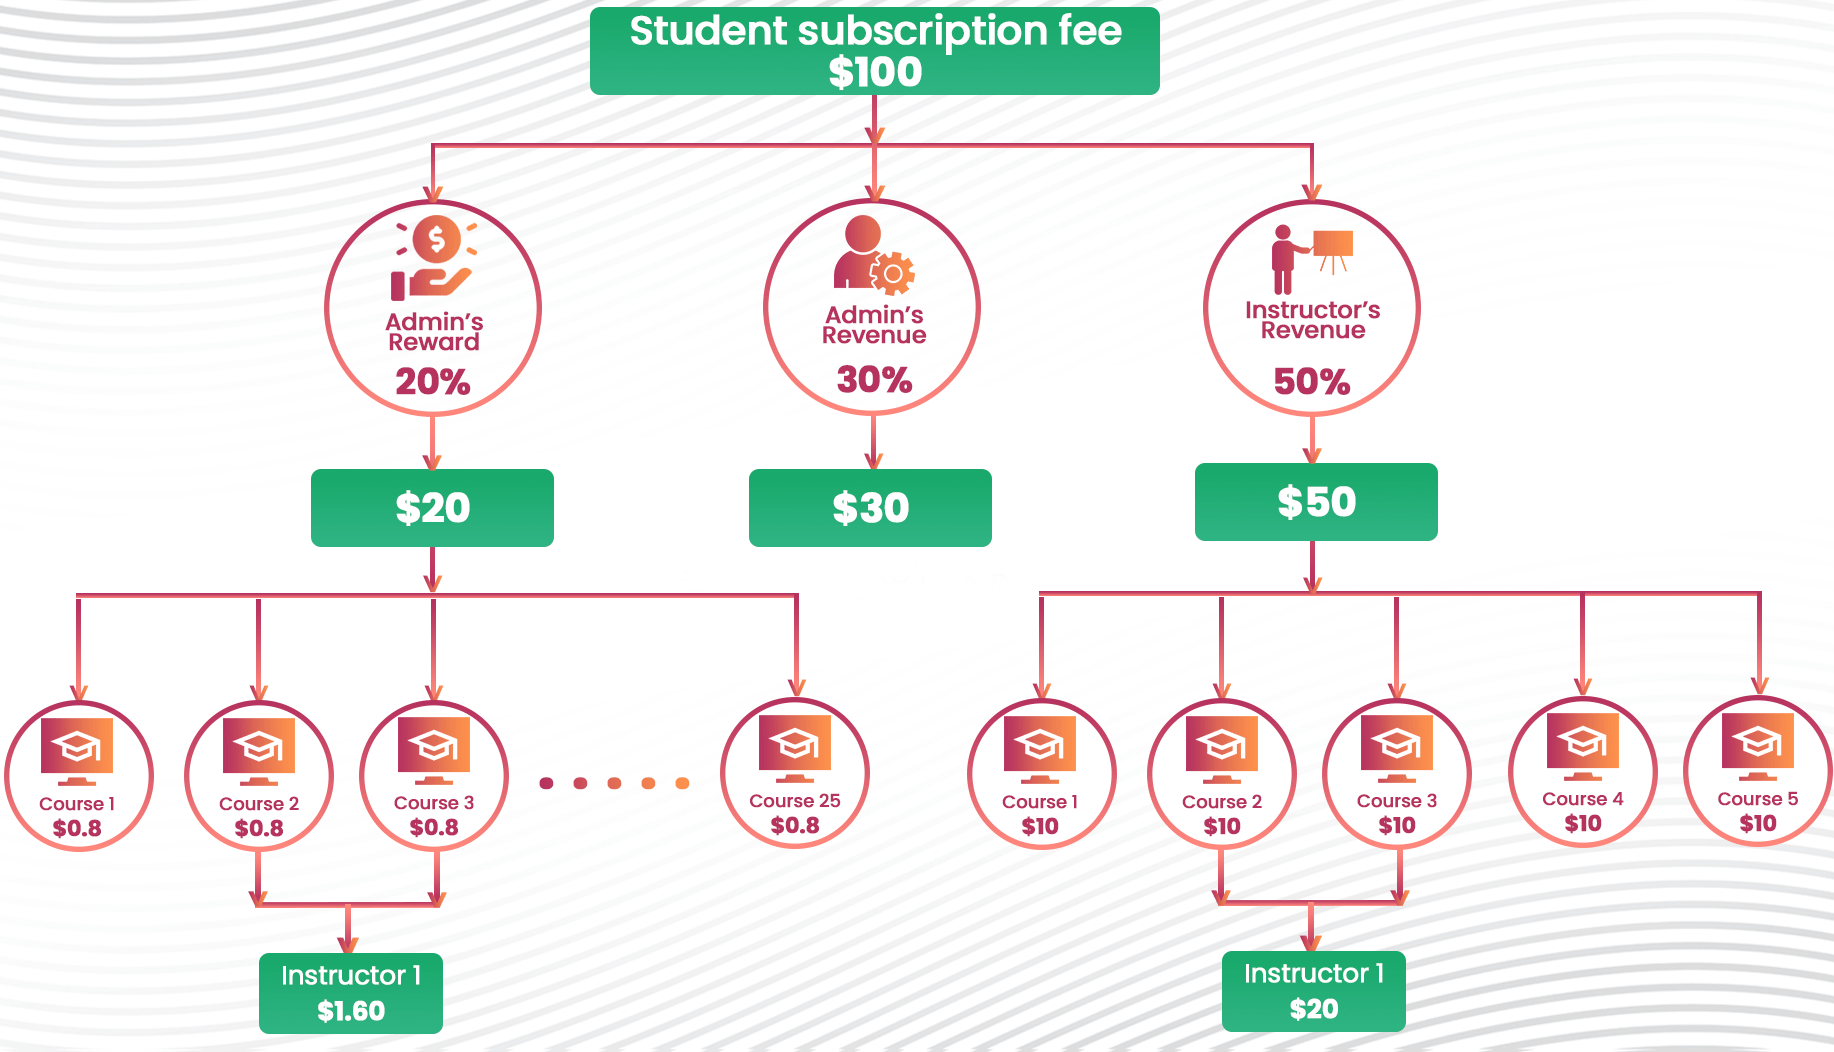 Student subscription fee
$100
Admin's
Reward
20%
Admin's
Revenue
30%
Instructor's
Revenue
50%
$20
$30
$50
Course 1
$0.8
Course 2
$0.8
Course 3
$0.8
Course 25
$0.8
Course 1
$10
Course 2
$10
Course 3
$10
Course 4
$10
Course 5
$10
Instructor 1
$1.60
Instructor 1
$20